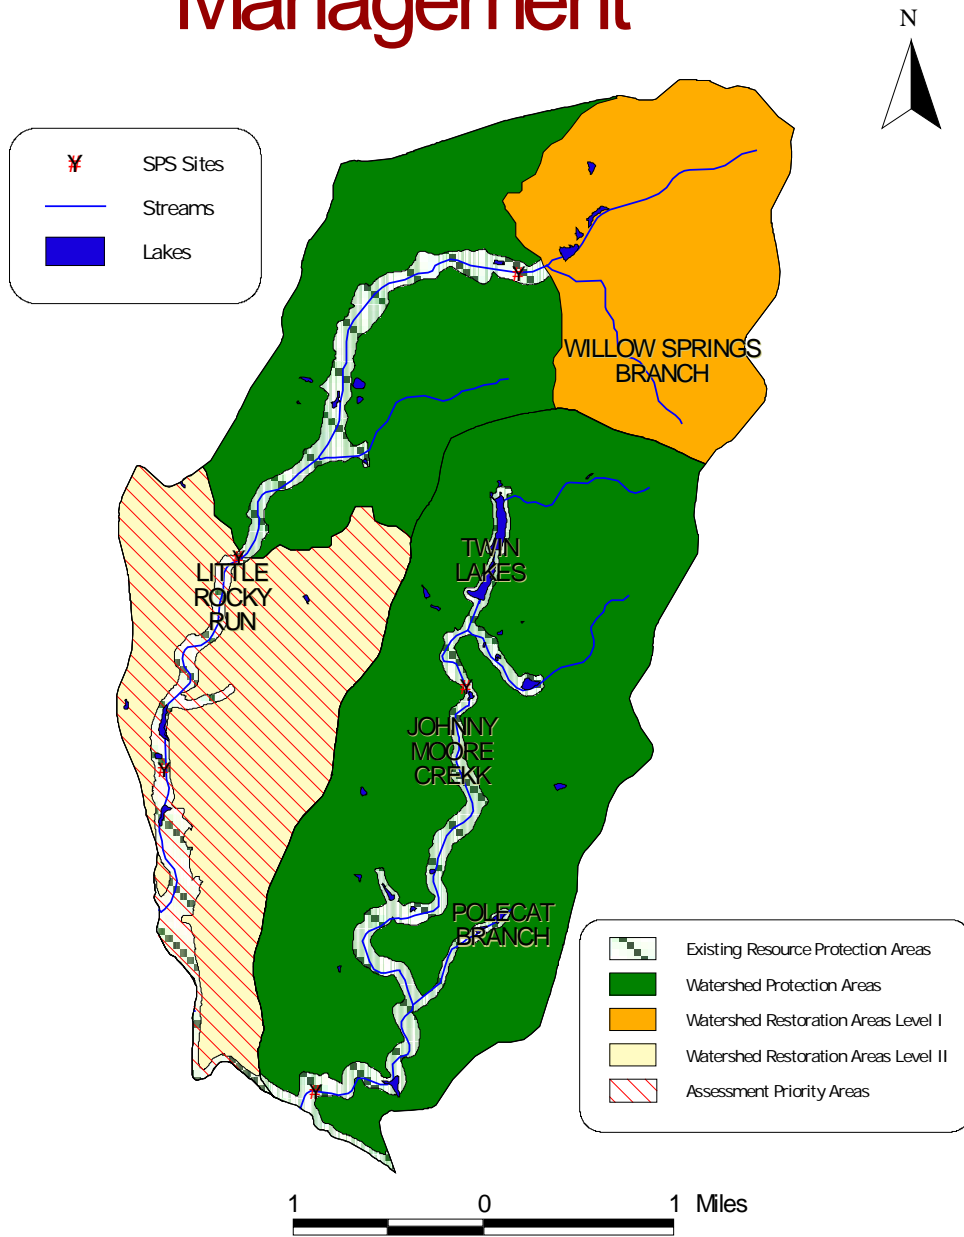 Management
N
SPS Sites
Streams
Lakes
WILLOW SPRINGS
BRANCH
TWIN
LAKES
LITTLE
ROCKY
RUN
JOHNNY
MOORE
CREKK
POLECAT
BRANCH
Existing Resource Protection Areas
Watershed Protection Areas
Watershed Restoration Areas Level I
Watershed Restoration Areas Level II
Assessment Priority Areas
1 0 1 Miles